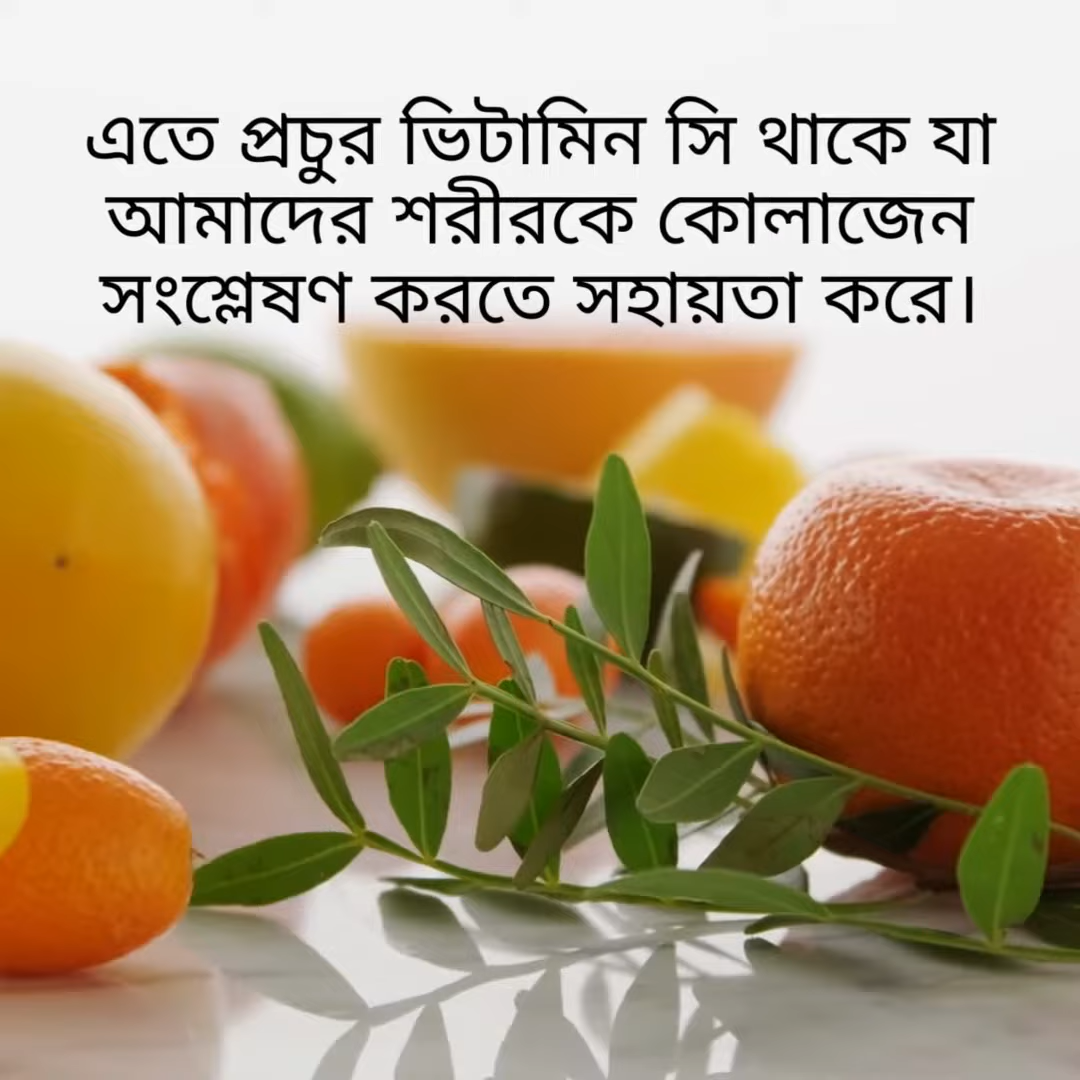 এতে প্রচুর ভিটামিন সি থাকে যা
আমাদের শরীরকে কোলাজেন
সংশ্লেষণ করতে সহায়তা করে।